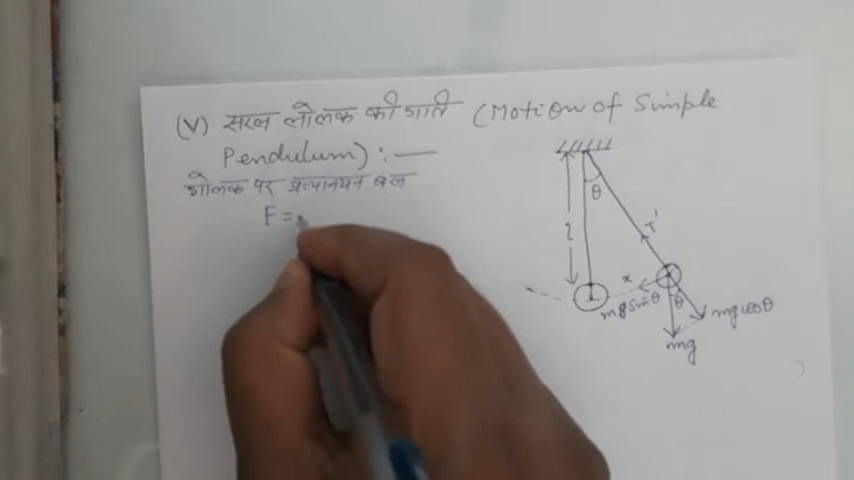 (V) सरल लोलक की गति (Motion of Simple
Pendulum) : —
गोलक पर प्रत्यानयन बल
F =
θ
T'
l
x
mg sinθ
θ
mg cosθ
mg